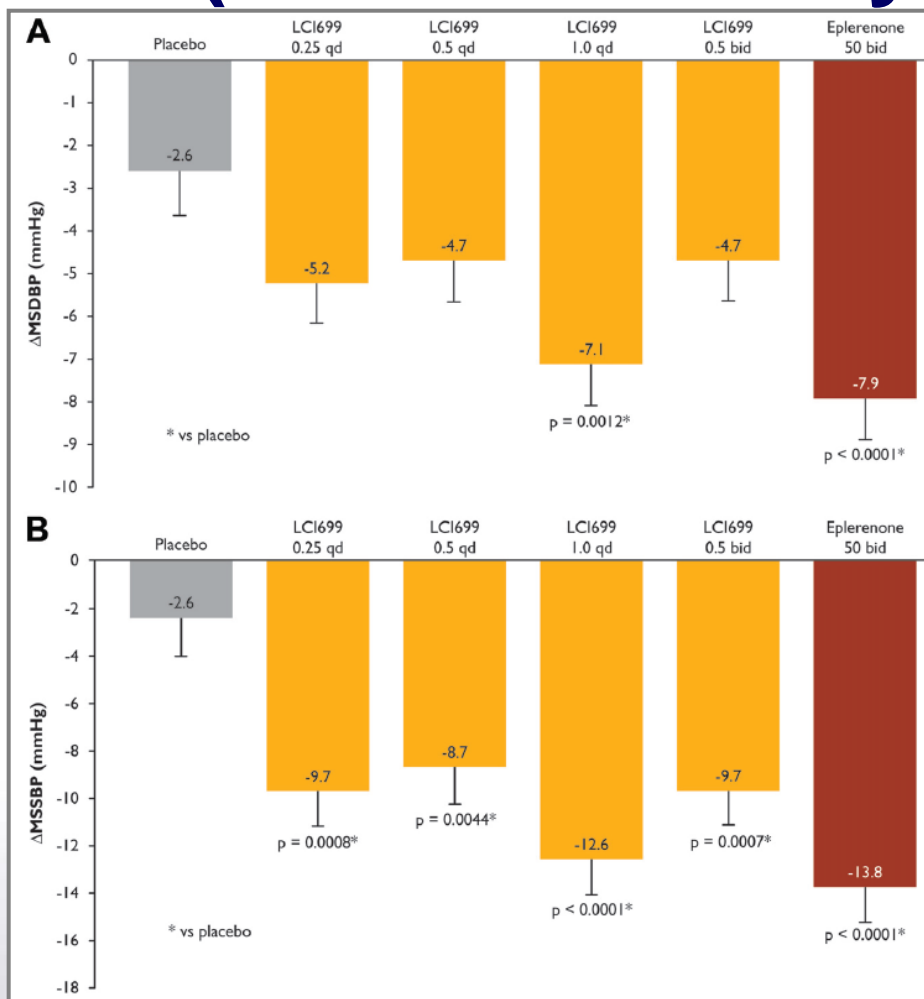 A
Placebo
LCI699
0.25 qd
LCI699
0.5 qd
LCI699
1.0 qd
LCI699
0.5 bid
Eplerenone
50 bid
0
-1
-2
-3
-4
-5
-6
-7
-8
-9
-10
ΔMSDBP (mmHg)
-2.6
-5.2
-4.7
-7.1
-4.7
-7.9
p = 0.0012*
p < 0.0001*
* vs placebo
B
Placebo
LCI699
0.25 qd
LCI699
0.5 qd
LCI699
1.0 qd
LCI699
0.5 bid
Eplerenone
50 bid
0
-2
-4
-6
-8
-10
-12
-14
-16
-18
ΔMSSBP (mmHg)
-2.6
-9.7
-8.7
-12.6
-9.7
-13.8
p = 0.0008*
p = 0.0044*
p < 0.0001*
p = 0.0007*
p < 0.0001*
* vs placebo